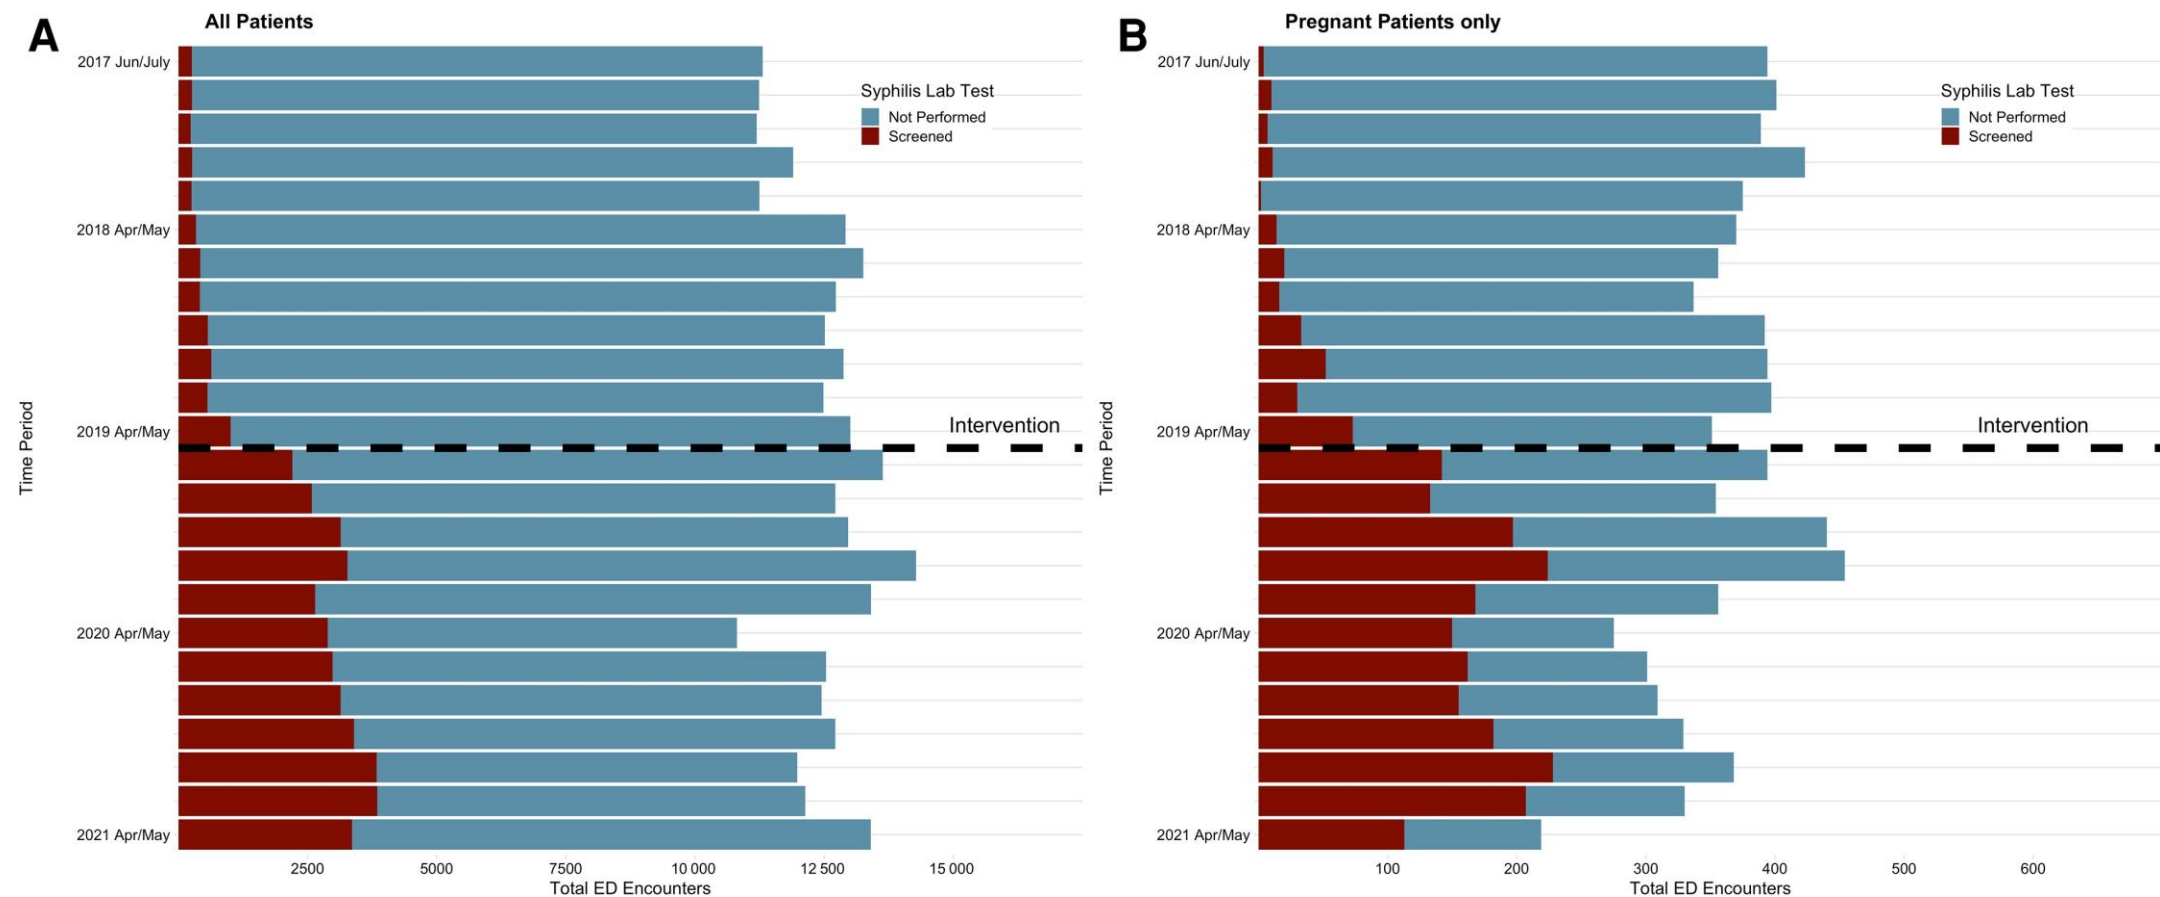 A
All Patients
2017 Jun/July
2018 Apr/May
2019 Apr/May
2020 Apr/May
2021 Apr/May
Time Period
Syphilis Lab Test
Not Performed
Screened
Intervention
2500 5000 7500 10 000 12 500 15 000
Total ED Encounters
B
Pregnant Patients only
2017 Jun/July
2018 Apr/May
2019 Apr/May
2020 Apr/May
2021 Apr/May
Time Period
Syphilis Lab Test
Not Performed
Screened
Intervention
100 200 300 400 500 600
Total ED Encounters